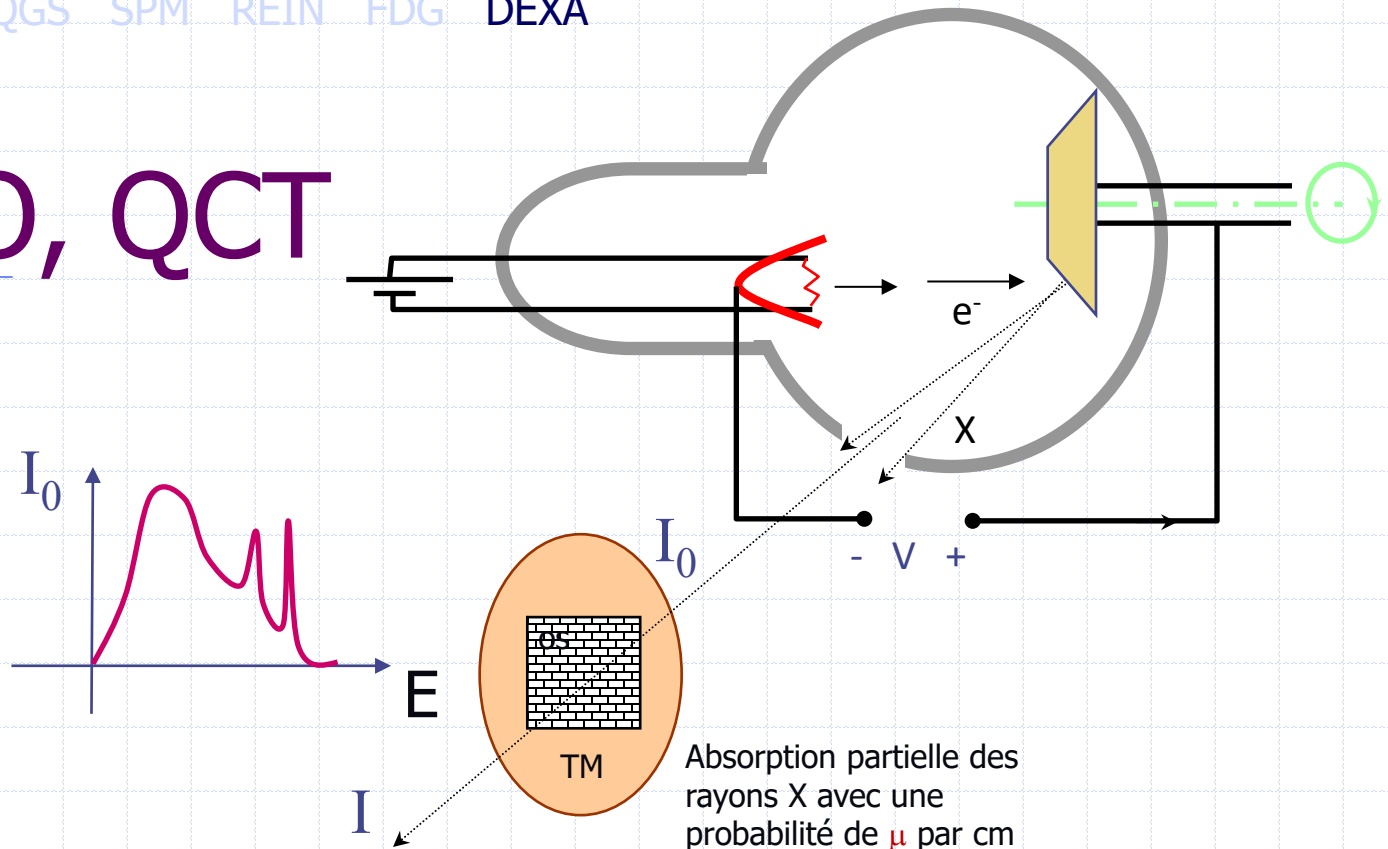 QGS SPM REIN FDG DEXA
, QCT
e-
X
I0
I0
- V +
os
E
TM
Absorption partielle des
rayons X avec une
probabilité de μ par cm
I